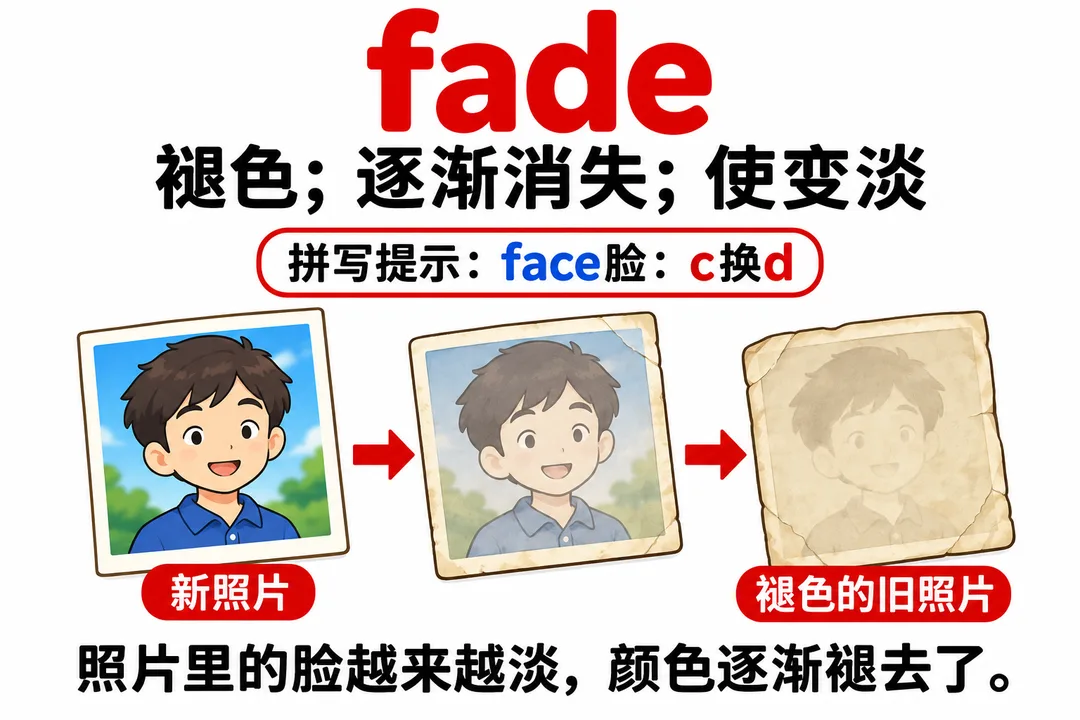 fade
褪色；逐渐消失；使变淡
拼写提示：face脸：c换d
新照片
褪色的旧照片
照片里的脸越来越淡，颜色逐渐褪去了。